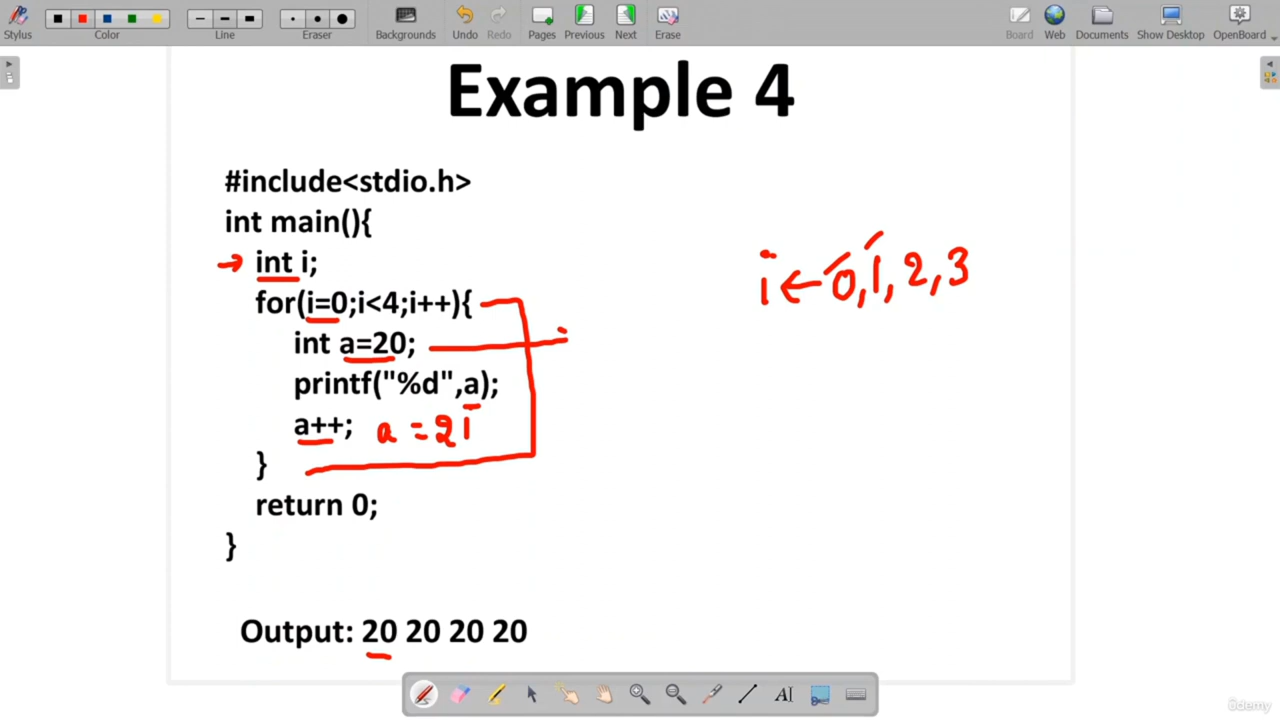 Stylus Color Line Eraser Backgrounds Undo Redo Pages Previous Next Erase Board Web Documents Show Desktop OpenBoard
Example 4
#include<stdio.h>
int main(){
int i;
for(i=0;i<4;i++){
int a=20;
printf("%d",a);
a++; a = 21
}
return 0;
}
i ← 0, 1, 2, 3
Output: 20 20 20 20
AI
ûdemy